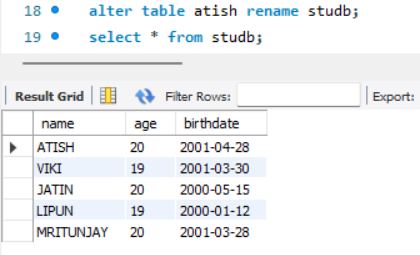 18 alter table atish rename studb;
19 select * from studb;
Result Grid Filter Rows: Export:
name age birthdate
ATISH 20 2001-04-28
VIKI 19 2001-03-30
JATIN 20 2000-05-15
LIPUN 19 2000-01-12
MRITUNJAY 20 2001-03-28